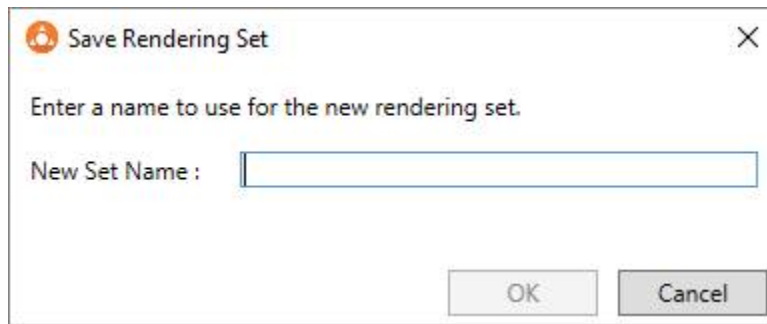 Save Rendering Set
Enter a name to use for the new rendering set.
New Set Name :
OK
Cancel